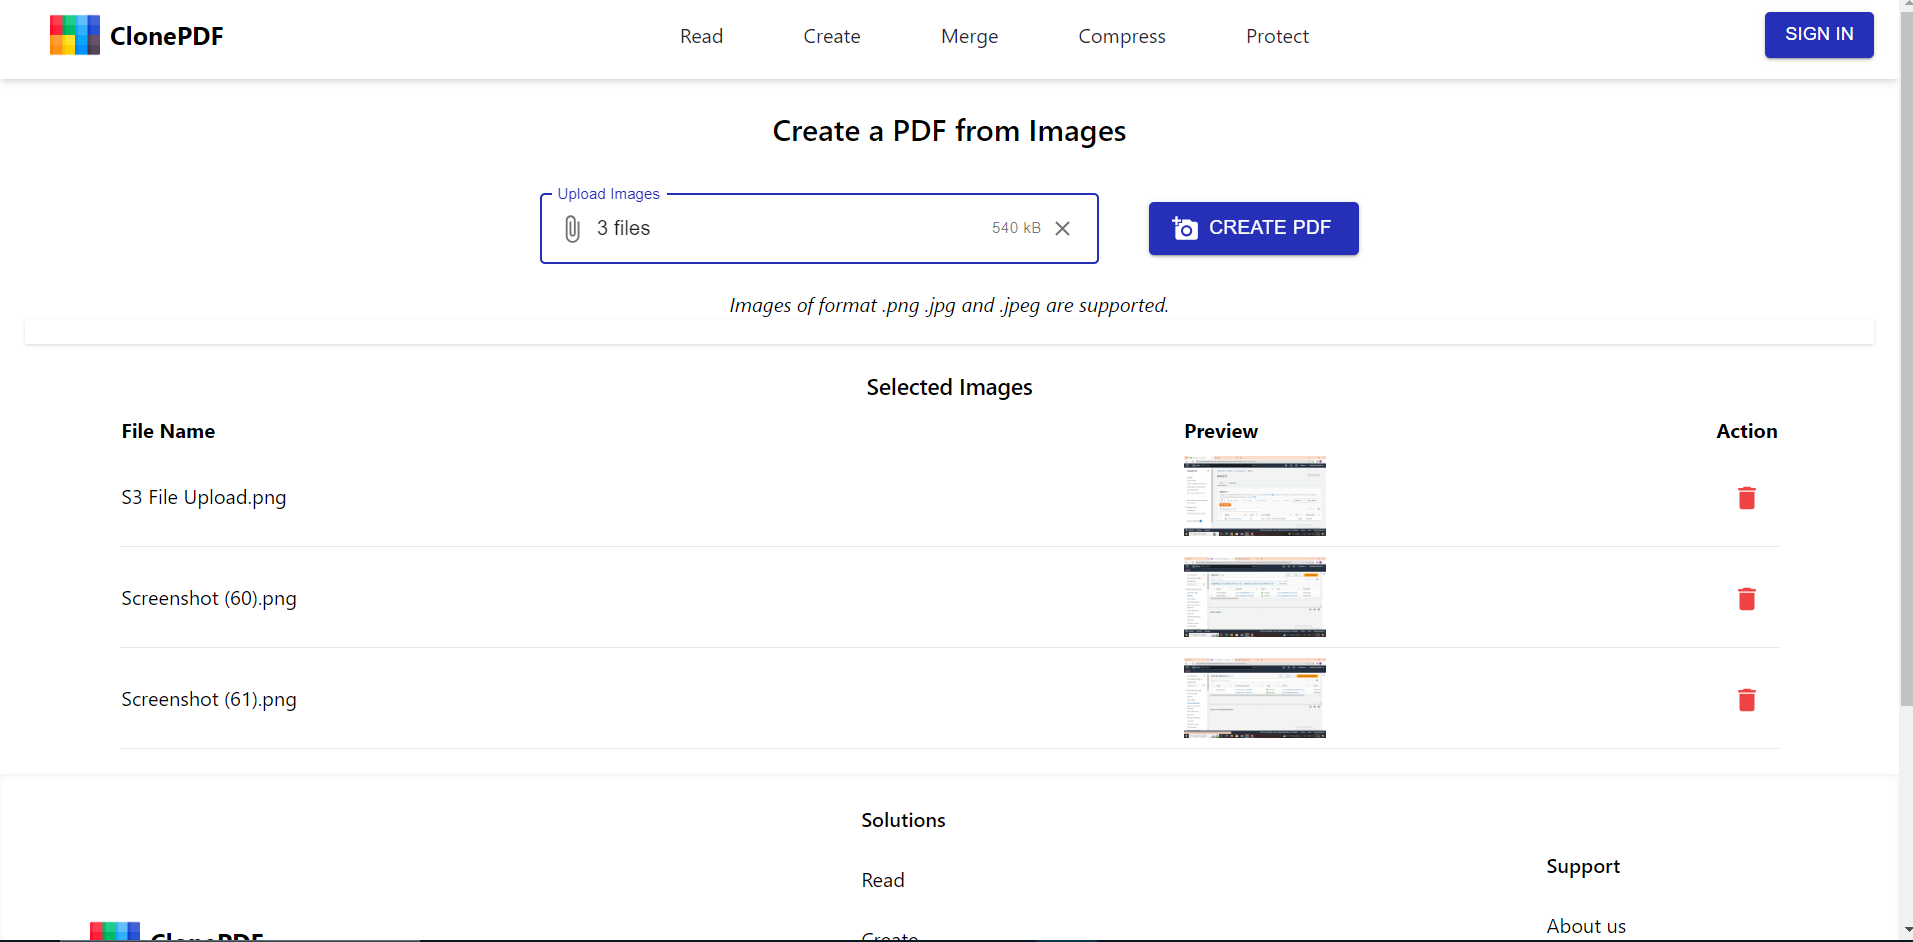 ClonePDF
Read
Create
Merge
Compress
Protect
SIGN IN
Create a PDF from Images
Upload Images
3 files
540 kB
CREATE PDF
Images of format .png .jpg and .jpeg are supported.
Selected Images
File Name
Preview
Action
S3 File Upload.png
Screenshot (60).png
Screenshot (61).png
Solutions
Support
Read
About us
ClonePDF
Create